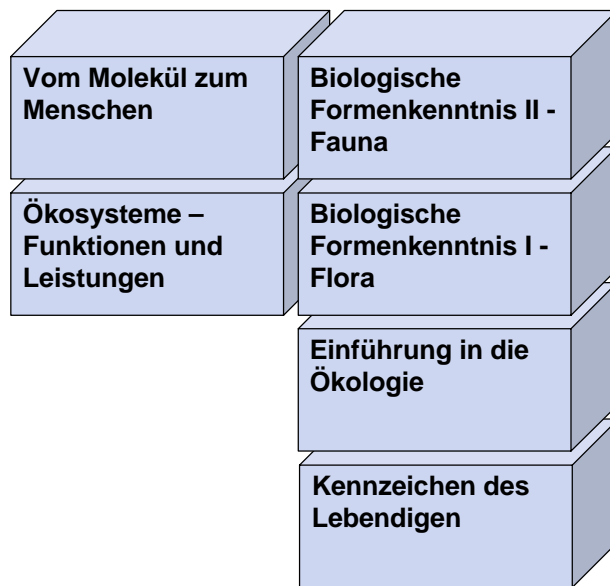 Vom Molekül zum
Menschen
Biologische
Formenkenntnis II -
Fauna
Ökosysteme –
Funktionen und
Leistungen
Biologische
Formenkenntnis I -
Flora
Einführung in die
Ökologie
Kennzeichen des
Lebendigen